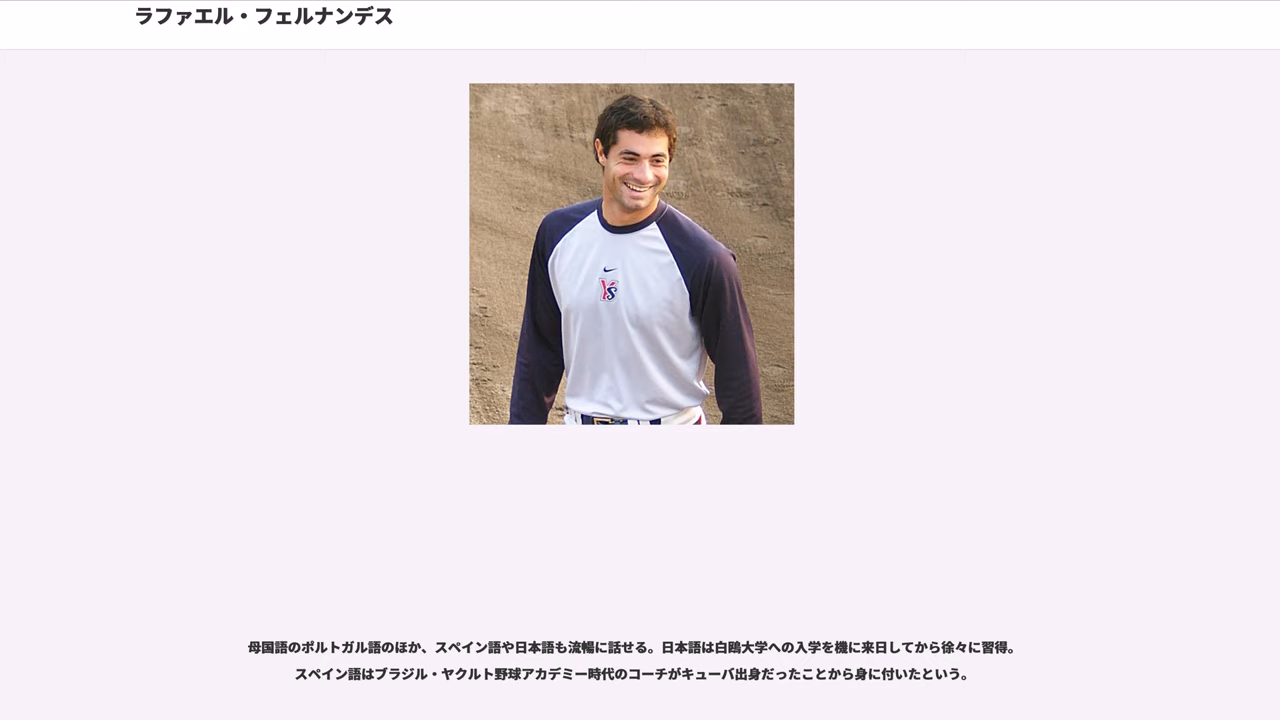 ラファエル・フェルナンデス
Y's
母国語のポルトガル語のほか、スペイン語や日本語も流暢に話せる。日本語は白鴎大学への入学を機に来日してから徐々に習得。
スペイン語はブラジル・ヤクルト野球アカデミー時代のコーチがキューバ出身だったことから身に付いたという。